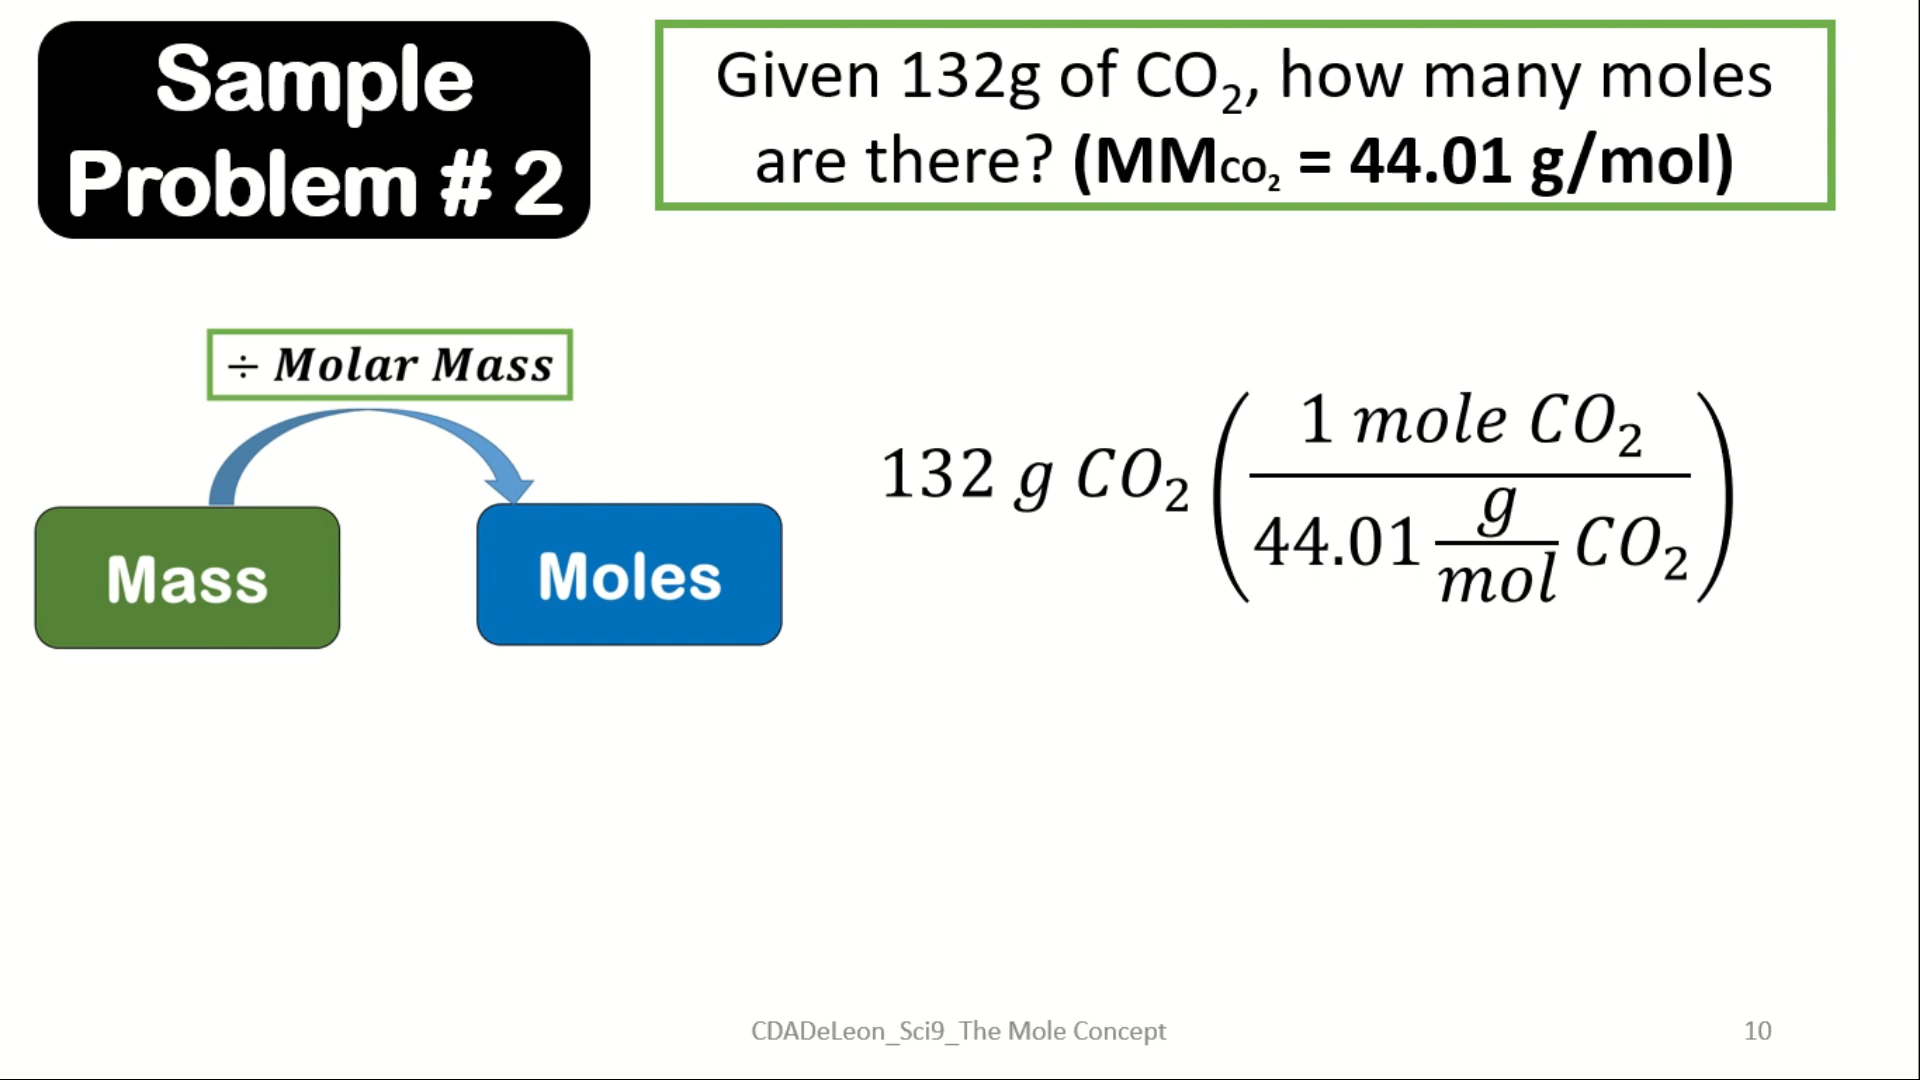 Sample
Problem # 2
Given 132g of CO₂, how many moles
are there? (MMco₂ = 44.01 g/mol)
÷ Molar Mass
Mass
Moles
132 g CO₂ (1 mole CO₂ / 44.01 g/mol CO₂)
CDADeLeon_Sci9_The Mole Concept
10